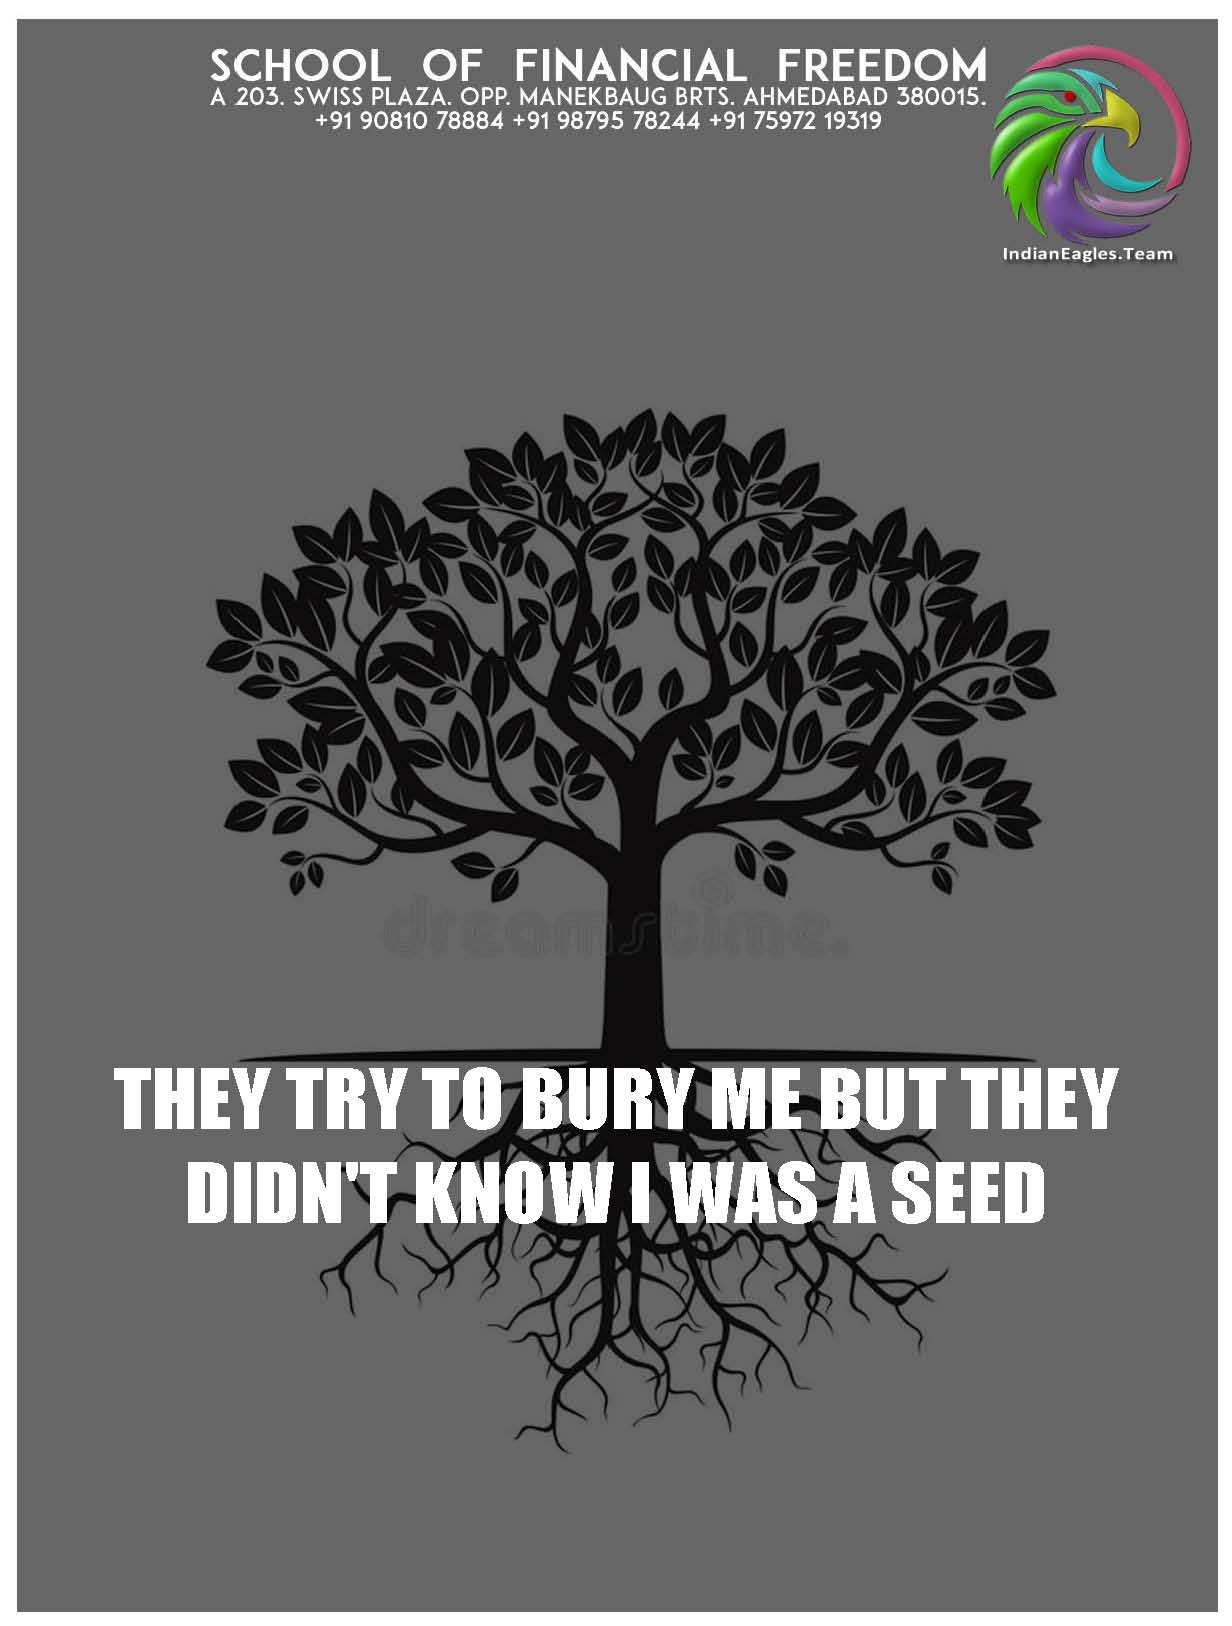 SCHOOL OF FINANCIAL FREEDOM
A 203. SWISS PLAZA. OPP. MANEKBAUG BRTS. AHMEDABAD 380015.
+91 90810 78884 +91 98795 78244 +91 75972 19319
IndianEagles.Team
dreamstime.
THEY TRY TO BURY ME BUT THEY
DIDN'T KNOW I WAS A SEED